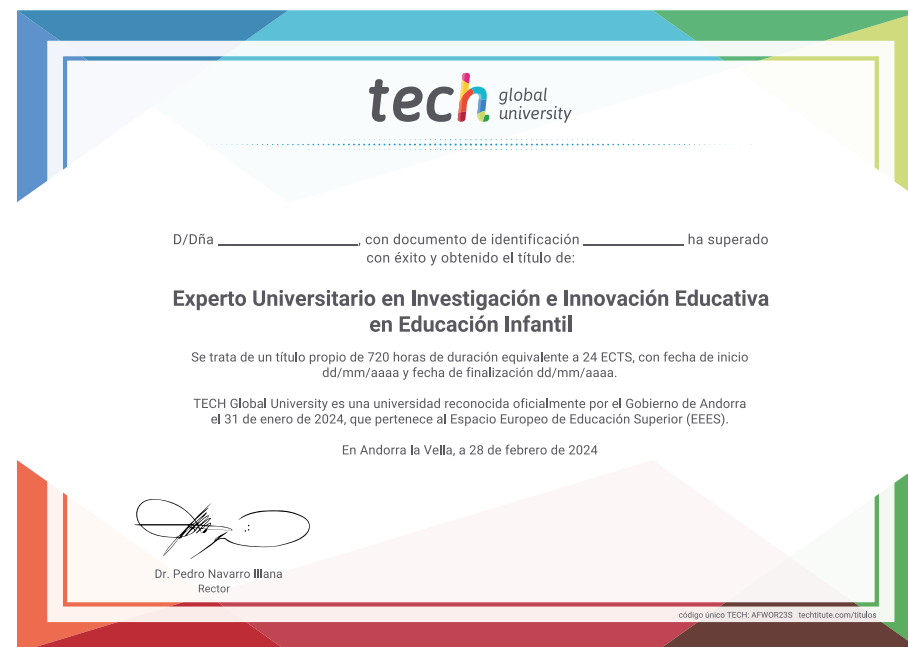 tech global university
D/Dña ____________, con documento de identificación ____________ ha superado
con éxito y obtenido el título de:
Experto Universitario en Investigación e Innovación Educativa
en Educación Infantil
Se trata de un título propio de 720 horas de duración equivalente a 24 ECTS, con fecha de inicio
dd/mm/aaaa y fecha de finalización dd/mm/aaaa.
TECH Global University es una universidad reconocida oficialmente por el Gobierno de Andorra
el 31 de enero de 2024, que pertenece al Espacio Europeo de Educación Superior (EEES).
En Andorra la Vella, a 28 de febrero de 2024
Dr. Pedro Navarro Illana
Rector
código único TECH: AFWOR23S techtitute.com/titulos